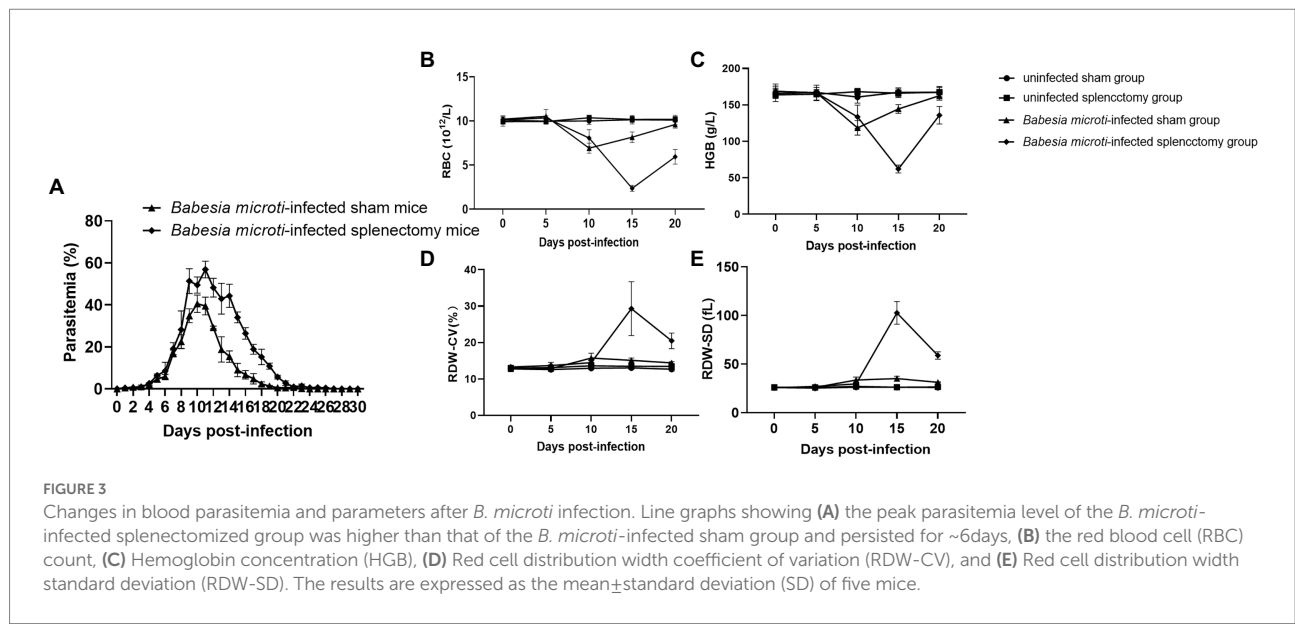 A
Babesia microti-infected sham mice
Babesia microti-infected splenectomy mice
80
60
40
20
0
Parasitemia (%)
0 2 4 6 8 10 12 14 16 18 20 22 24 26 28 30
Days post-infection
B
15
10
5
0
RBC (10^12/L)
0 5 10 15 20
Days post-infection
C
200
150
100
50
0
HGB (g/L)
0 5 10 15 20
Days post-infection
uninfected sham group
uninfected splencctomy group
Babesia microti-infected sham group
Babesia microti-infected splencctomy group
D
40
30
20
10
0
RDW-CV(%)
0 5 10 15 20
Days post-infection
E
150
100
50
0
RDW-SD (fL)
0 5 10 15 20
Days post-infection
FIGURE 3
Changes in blood parasitemia and parameters after B. microti infection. Line graphs showing (A) the peak parasitemia level of the B. microti-
infected splenectomized group was higher than that of the B. microti-infected sham group and persisted for ~6days, (B) the red blood cell (RBC)
count, (C) Hemoglobin concentration (HGB), (D) Red cell distribution width coefficient of variation (RDW-CV), and (E) Red cell distribution width
standard deviation (RDW-SD). The results are expressed as the mean±standard deviation (SD) of five mice.